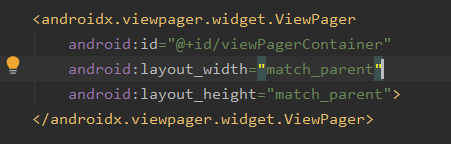 <androidx.viewpager.widget.ViewPager
android:id="@+id/viewPagerContainer"
android:layout_width="match_parent"
android:layout_height="match_parent">
</androidx.viewpager.widget.ViewPager>